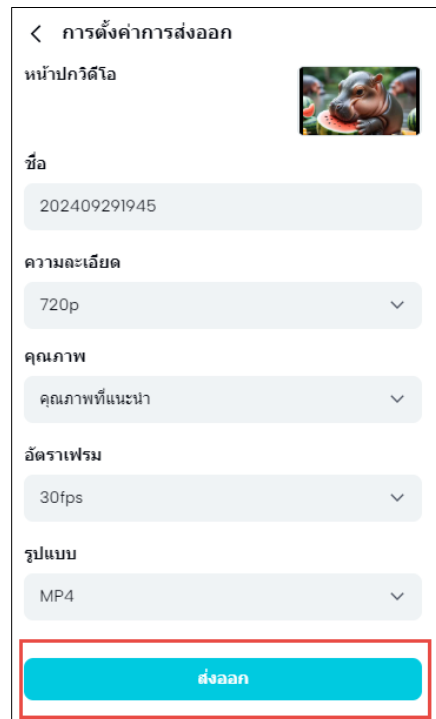 การตั้งค่าการส่งออก
หน้าปกวิดีโอ
ชื่อ
202409291945
ความละเอียด
720p
คุณภาพ
คุณภาพที่แนะนำ
อัตราเฟรม
30fps
รูปแบบ
MP4
ส่งออก